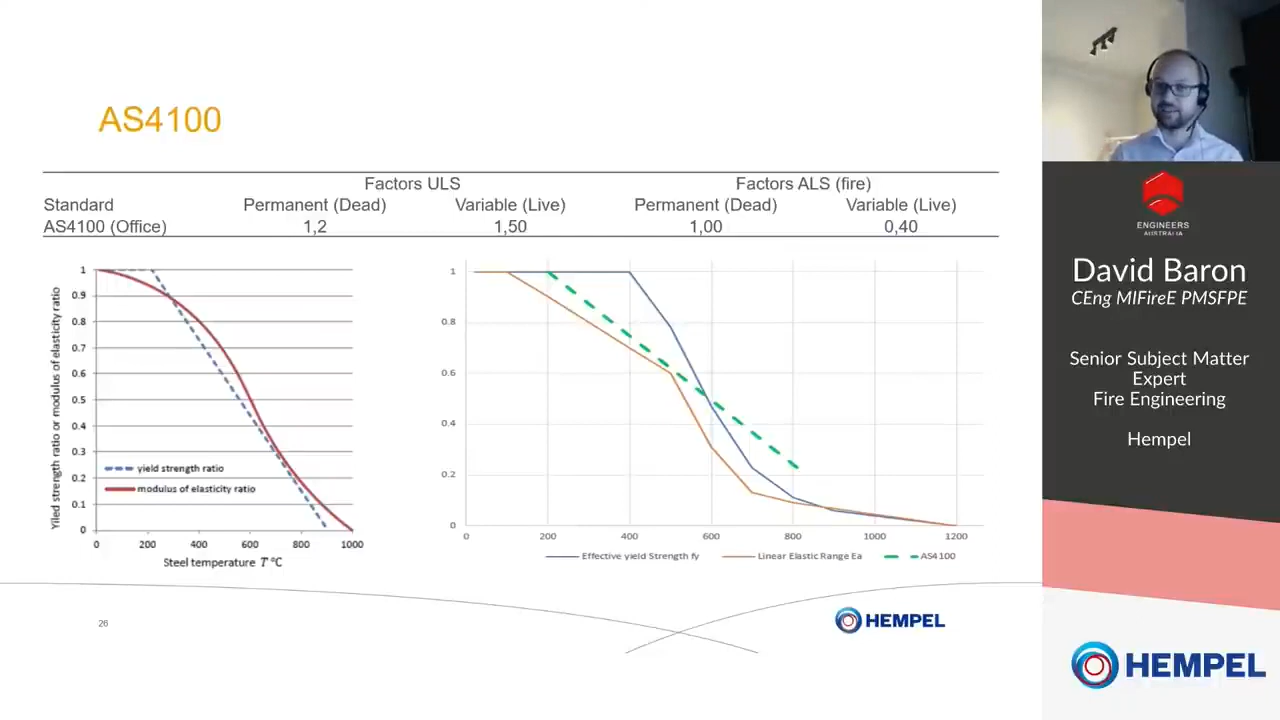 AS4100
Factors ULS Factors ALS (fire)
Standard Permanent (Dead) Variable (Live) Permanent (Dead) Variable (Live)
AS4100 (Office) 1,2 1,50 1,00 0,40
Yiled strength ratio or modulus of elasticity ratio
1
0.9
0.8
0.7
0.6
0.5
0.4
0.3
0.2
0.1
0
yield strength ratio
modulus of elasticity ratio
0 200 400 600 800 1000
Steel temperature T °C
1
0.8
0.6
0.4
0.2
0
0 200 400 600 800 1000 1200
Effective yield Strength fy Linear Elastic Range Ea AS4100
26
HEMPEL
ENGINEERS
AUSTRALIA
David Baron
CEng MIFireE PMSFPE
Senior Subject Matter
Expert
Fire Engineering
Hempel
HEMPEL